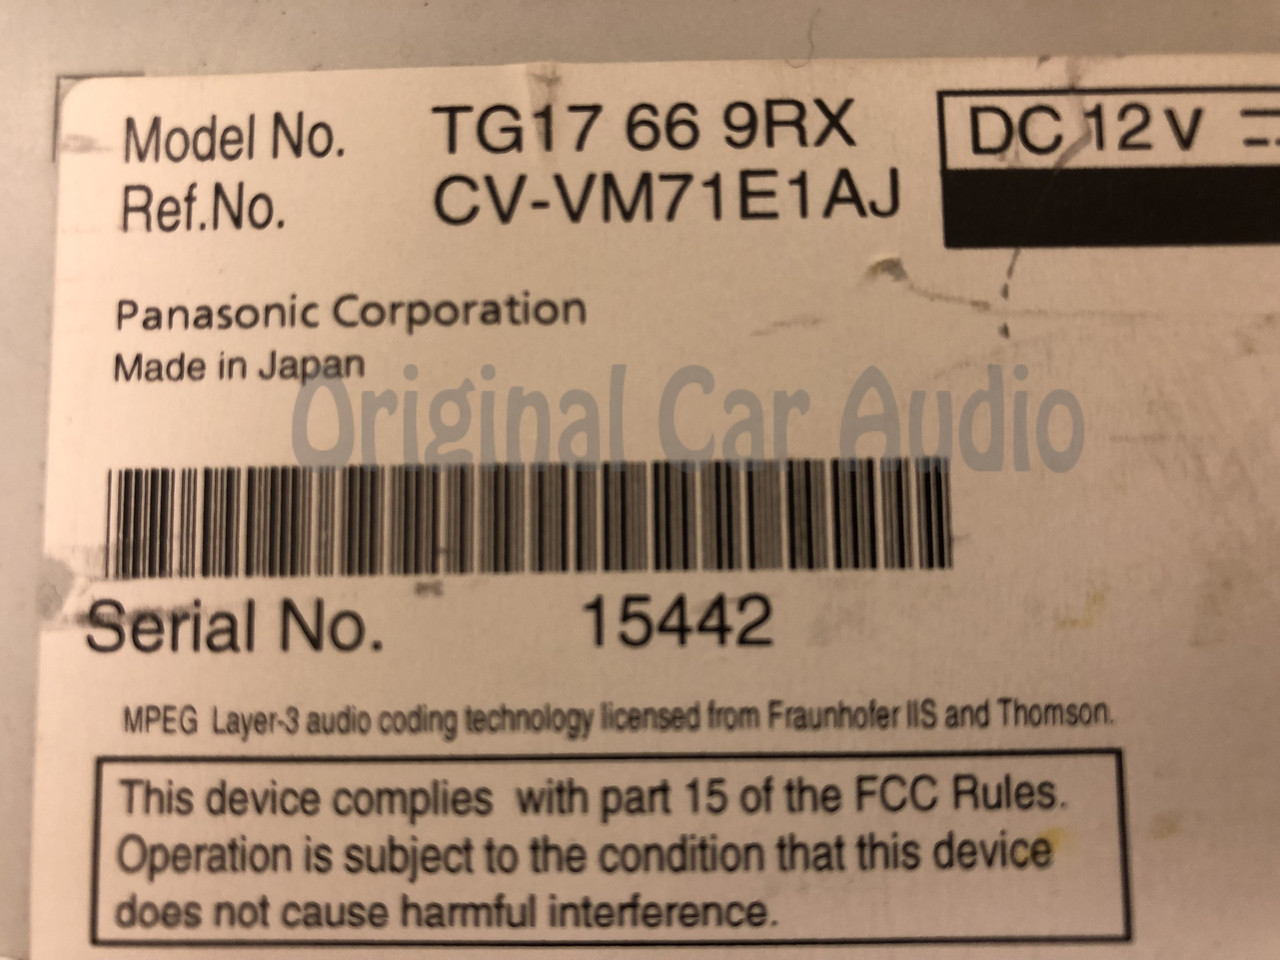 Model No. TG17 66 9RX
DC 12V
Ref.No. CV-VM71E1AJ
Panasonic Corporation
Made in Japan
Original Car Audio
Serial No. 15442
MPEG Layer-3 audio coding technology licensed from Fraunhofer IIS and Thomson.
This device complies with part 15 of the FCC Rules.
Operation is subject to the condition that this device
does not cause harmful interference.